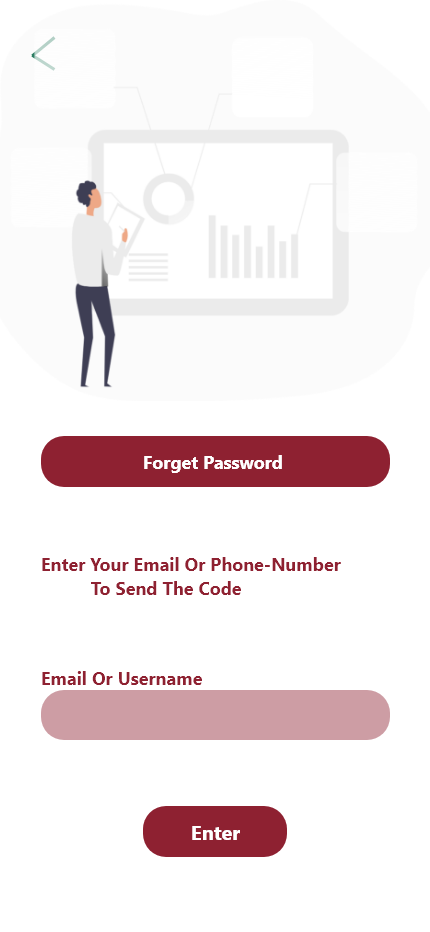 Forget Password
Enter Your Email Or Phone-Number
To Send The Code
Email Or Username
Enter